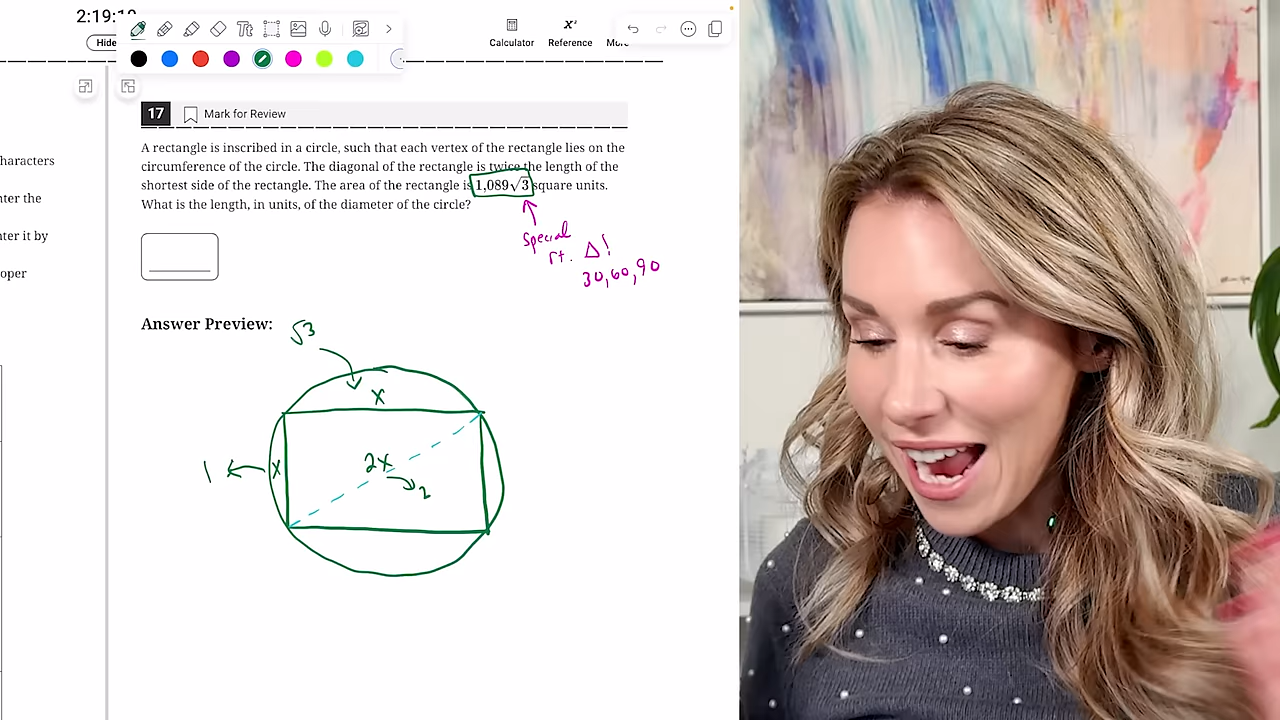 2:19:19
Hide
Calculator
Reference
haracters
nter the
nter it by
oper
17 Mark for Review
A rectangle is inscribed in a circle, such that each vertex of the rectangle lies on the
circumference of the circle. The diagonal of the rectangle is twice the length of the
shortest side of the rectangle. The area of the rectangle is 1,089√3 square units.
What is the length, in units, of the diameter of the circle?
special
rt. Δ!
30,60,90
Answer Preview:
√3
x
1
x
2x
2